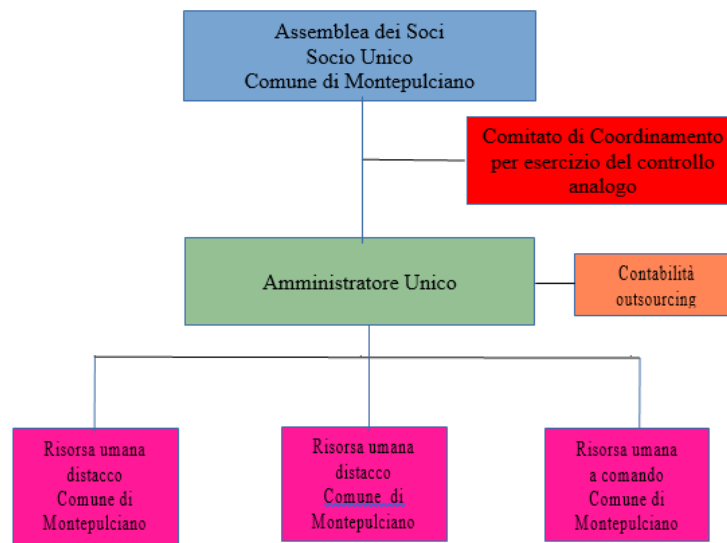 Assemblea dei Soci
Socio Unico
Comune di Montepulciano
Comitato di Coordinamento
per esercizio del controllo
analogo
Amministratore Unico
Contabilità
outsourcing
Risorsa umana
distacco
Comune di
Montepulciano
Risorsa umana
distacco
Comune di
Montepulciano
Risorsa umana
a comando
Comune di
Montepulciano